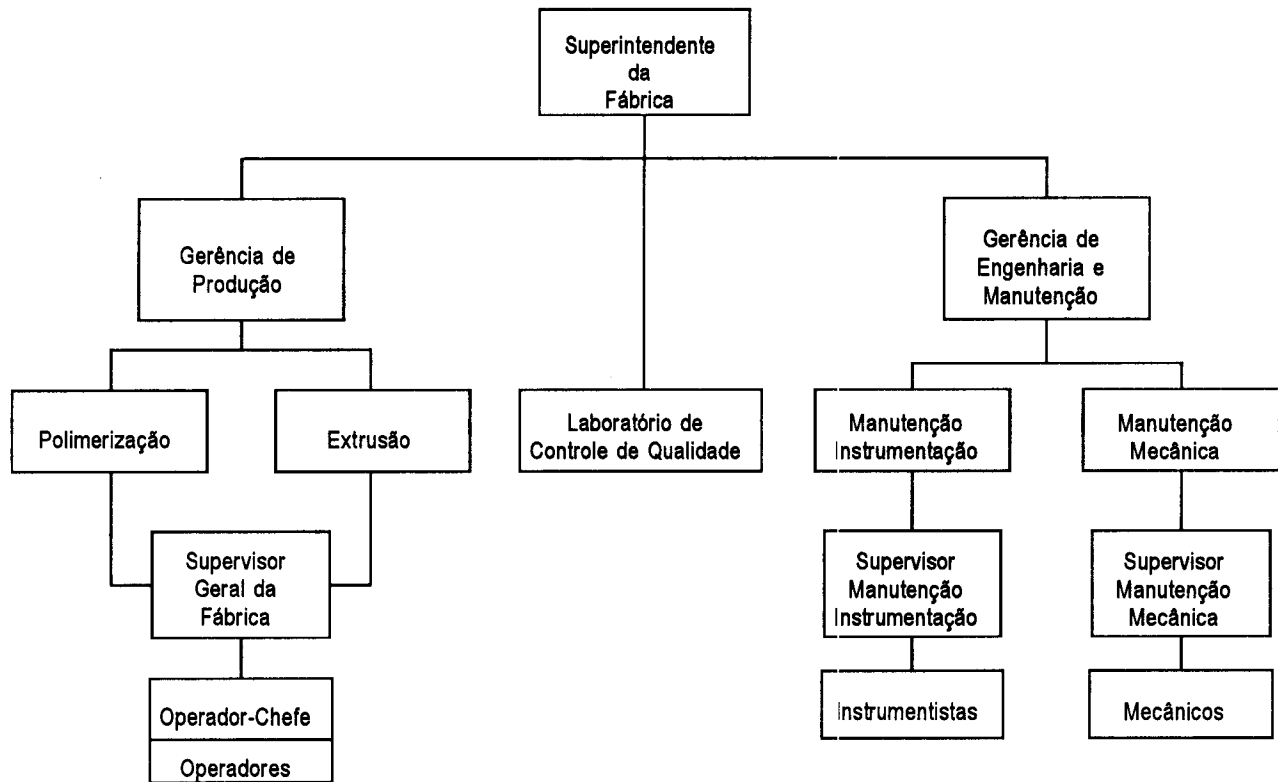 Superintendente
da
Fábrica
Gerência de
Produção
Gerência de
Engenharia e
Manutenção
Polimerização
Extrusão
Laboratório de
Controle de Qualidade
Manutenção
Instrumentação
Manutenção
Mecânica
Supervisor
Geral da
Fábrica
Supervisor
Manutenção
Instrumentação
Supervisor
Manutenção
Mecânica
Operador-Chefe
Operadores
Instrumentistas
Mecânicos